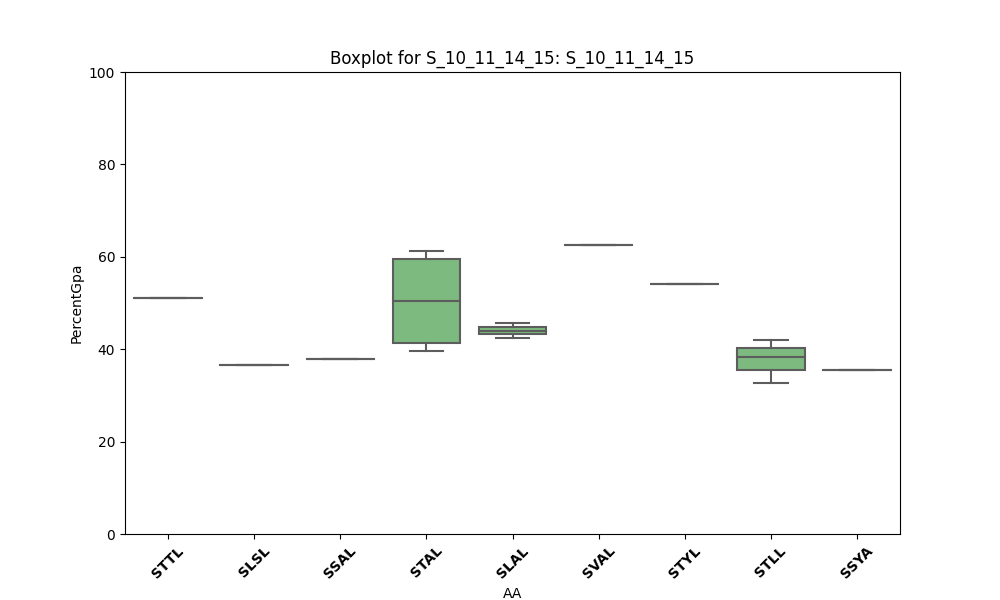 Boxplot for S_10_11_14_15: S_10_11_14_15
100
80
60
40
20
0
PercentGpa
STTL
SLSL
SSAL
STAL
SLAL
SVAL
STYL
STLL
SSYA
AA